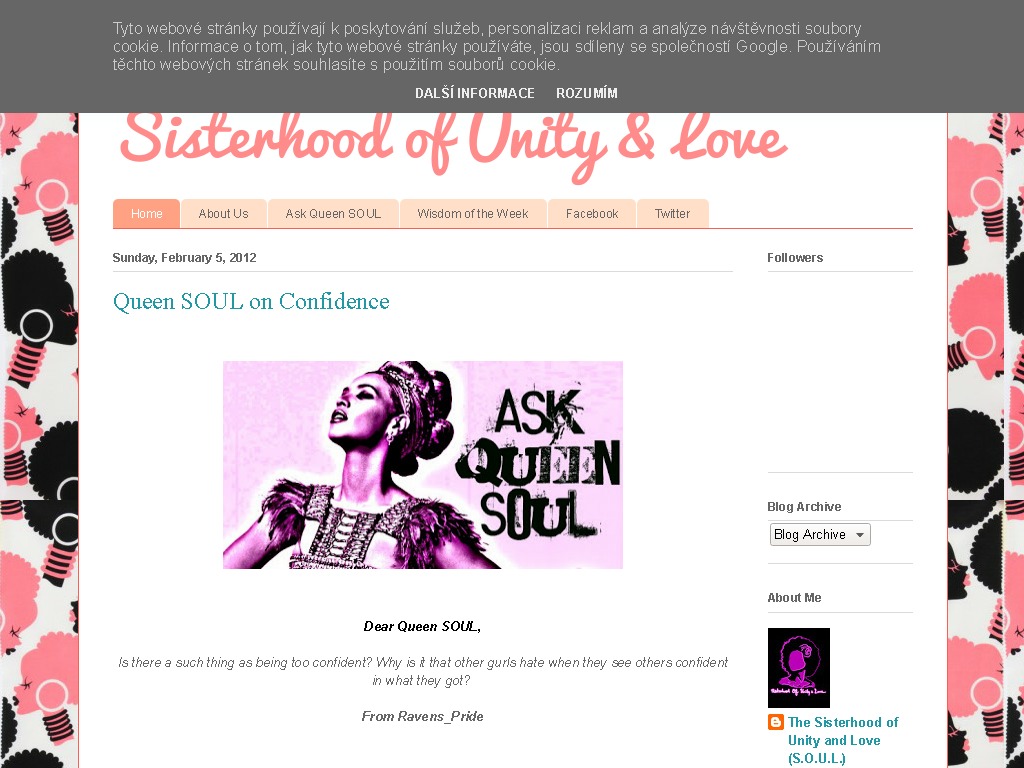 Tyto webové stránky používají k poskytování služeb, personalizaci reklam a analýze návštěvnosti soubory
cookie. Informace o tom, jak tyto webové stránky používáte, jsou sdíleny se společností Google. Používáním
těchto webových stránek souhlasíte s použitím souborů cookie.
DALŠÍ INFORMACE ROZUMÍM
Sisterhood of Unity & Love
Home About Us Ask Queen SOUL Wisdom of the Week Facebook Twitter
Sunday, February 5, 2012
Queen SOUL on Confidence
ASK
QUEEN
SOUL
Dear Queen SOUL,
Is there a such thing as being too confident? Why is it that other gurls hate when they see others confident
in what they got?
From Ravens_Pride
Followers
Blog Archive
Blog Archive
About Me
Sisterhood Of Unity & Love
The Sisterhood of
Unity and Love
(S.O.U.L.)